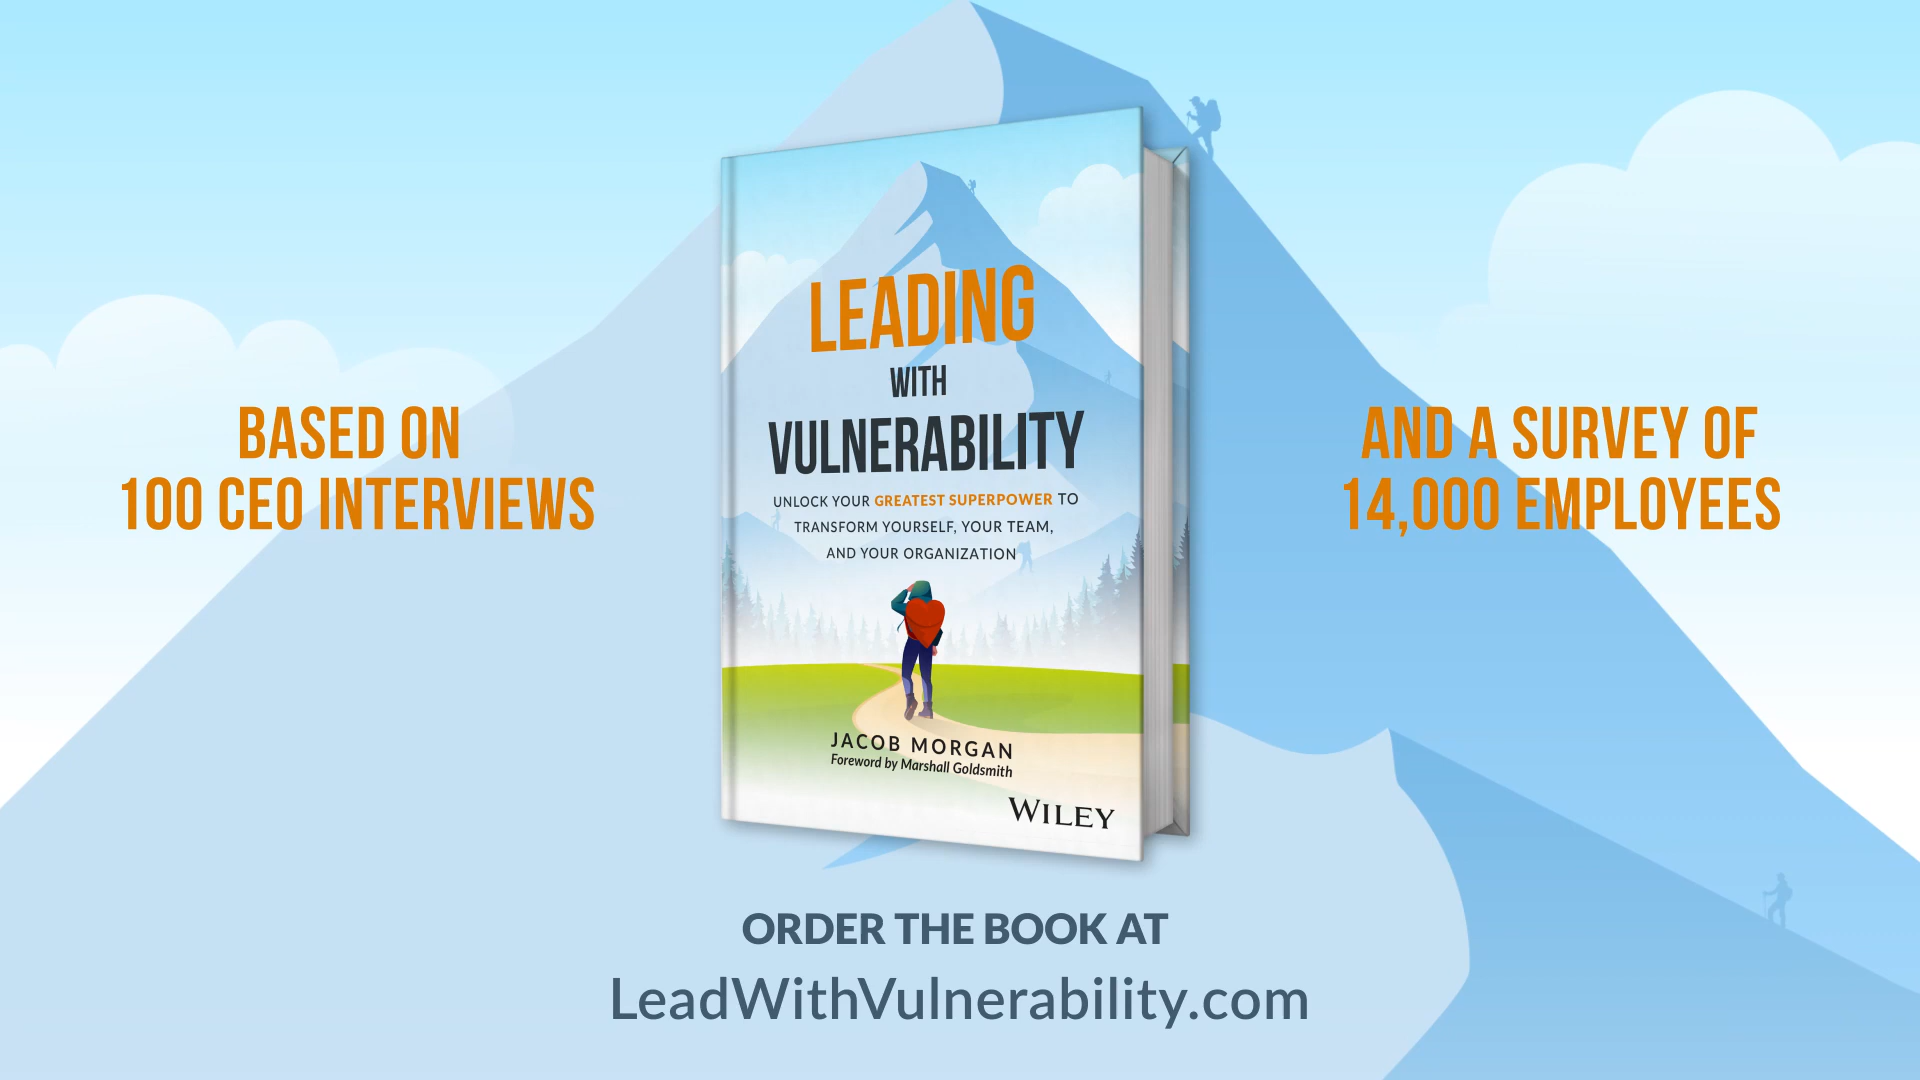 BASED ON
100 CEO INTERVIEWS
LEADING
WITH
VULNERABILITY
UNLOCK YOUR GREATEST SUPERPOWER TO
TRANSFORM YOURSELF, YOUR TEAM,
AND YOUR ORGANIZATION
JACOB MORGAN
Foreword by Marshall Goldsmith
WILEY
AND A SURVEY OF
14,000 EMPLOYEES
ORDER THE BOOK AT
LeadWithVulnerability.com